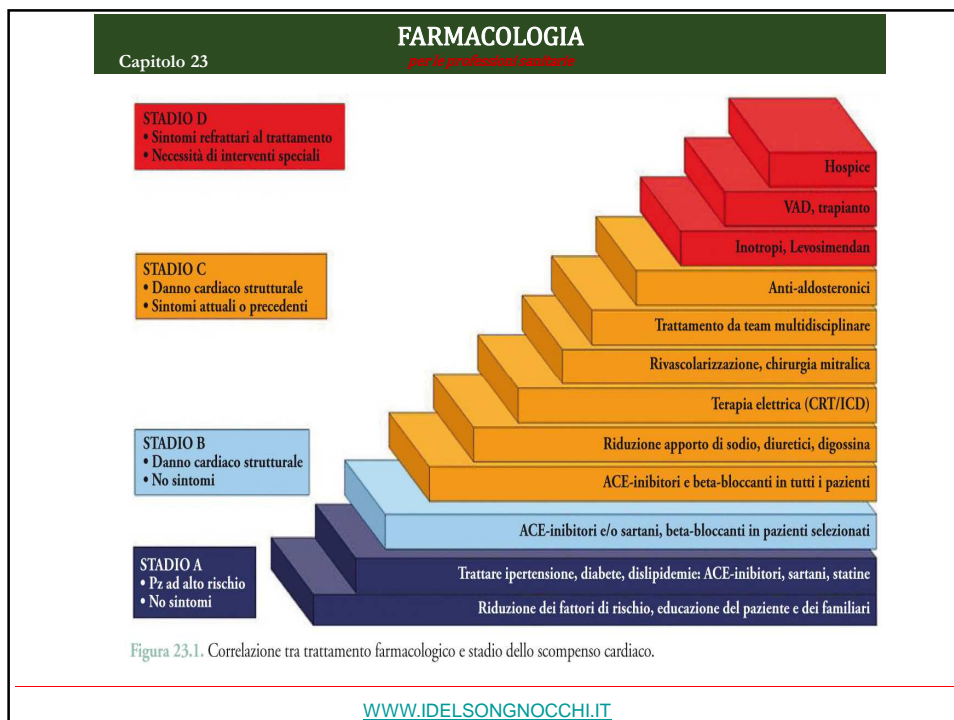 FARMACOLOGIA
Capitolo 23
per le professioni sanitarie
STADIO D
• Sintomi refrattari al trattamento
• Necessità di interventi speciali
Hospice
VAD, trapianto
Inotropi, Levosimendan
STADIO C
• Danno cardiaco strutturale
• Sintomi attuali o precedenti
Anti-aldosteronici
Trattamento da team multidisciplinare
Rivascolarizzazione, chirurgia mitralica
Terapia elettrica (CRT/ICD)
Riduzione apporto di sodio, diuretici, digossina
ACE-inibitori e beta-bloccanti in tutti i pazienti
STADIO B
• Danno cardiaco strutturale
• No sintomi
ACE-inibitori e/o sartani, beta-bloccanti in pazienti selezionati
STADIO A
• Pz ad alto rischio
• No sintomi
Trattare ipertensione, diabete, dislipidemie: ACE-inibitori, sartani, statine
Riduzione dei fattori di rischio, educazione del paziente e dei familiari
Figura 23.1. Correlazione tra trattamento farmacologico e stadio dello scompenso cardiaco.
WWW.IDELSONGNOCCHI.IT